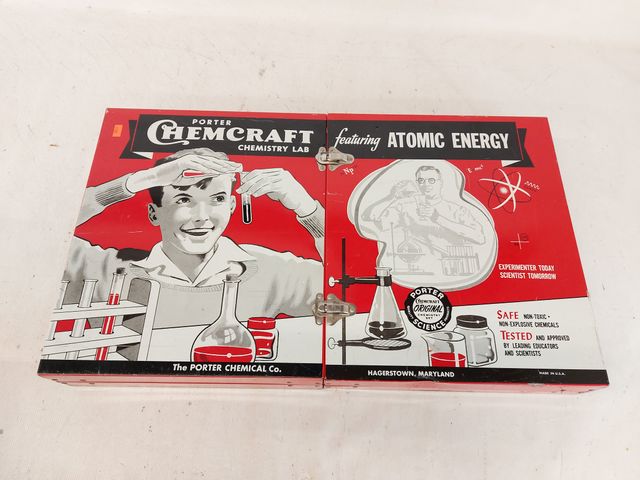 PORTER
CHEMCRAFT
CHEMISTRY LAB
featuring ATOMIC ENERGY
Np
E mc²
EXPERIMENTER TODAY
SCIENTIST TOMORROW
PORTER
CHEMCRAFT
ORIGINAL
CHEMISTRY
SET
SCIENCE
SAFE NON-TOXIC •
NON-EXPLOSIVE CHEMICALS
TESTED AND APPROVED
BY LEADING EDUCATORS
AND SCIENTISTS
The PORTER CHEMICAL Co.
HAGERSTOWN, MARYLAND
MADE IN U.S.A.